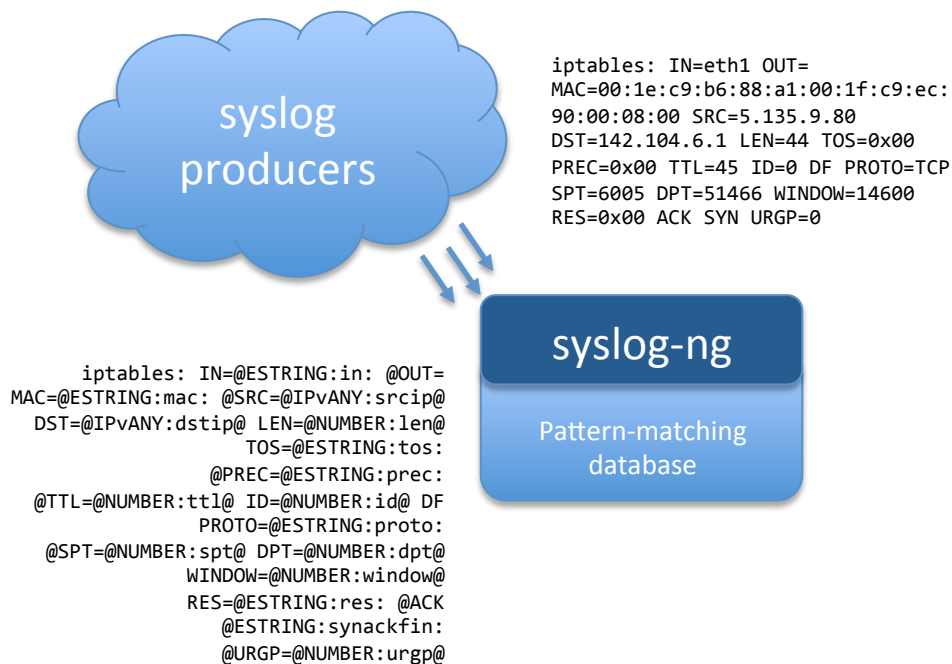 syslog
producers
iptables: IN=eth1 OUT=
MAC=00:1e:c9:b6:88:a1:00:1f:c9:ec:
90:00:08:00 SRC=5.135.9.80
DST=142.104.6.1 LEN=44 TOS=0x00
PREC=0x00 TTL=45 ID=0 DF PROTO=TCP
SPT=6005 DPT=51466 WINDOW=14600
RES=0x00 ACK SYN URGP=0
syslog-ng
Pattern-matching
database
iptables: IN=@ESTRING:in: @OUT=
MAC=@ESTRING:mac: @SRC=@IPvANY:srcip@
DST=@IPvANY:dstip@ LEN=@NUMBER:len@
TOS=@ESTRING:tos:
@PREC=@ESTRING:prec:
@TTL=@NUMBER:ttl@ ID=@NUMBER:id@ DF
PROTO=@ESTRING:proto:
@SPT=@NUMBER:spt@ DPT=@NUMBER:dpt@
WINDOW=@NUMBER:window@
RES=@ESTRING:res: @ACK
@ESTRING:synackfin:
@URGP=@NUMBER:urgp@